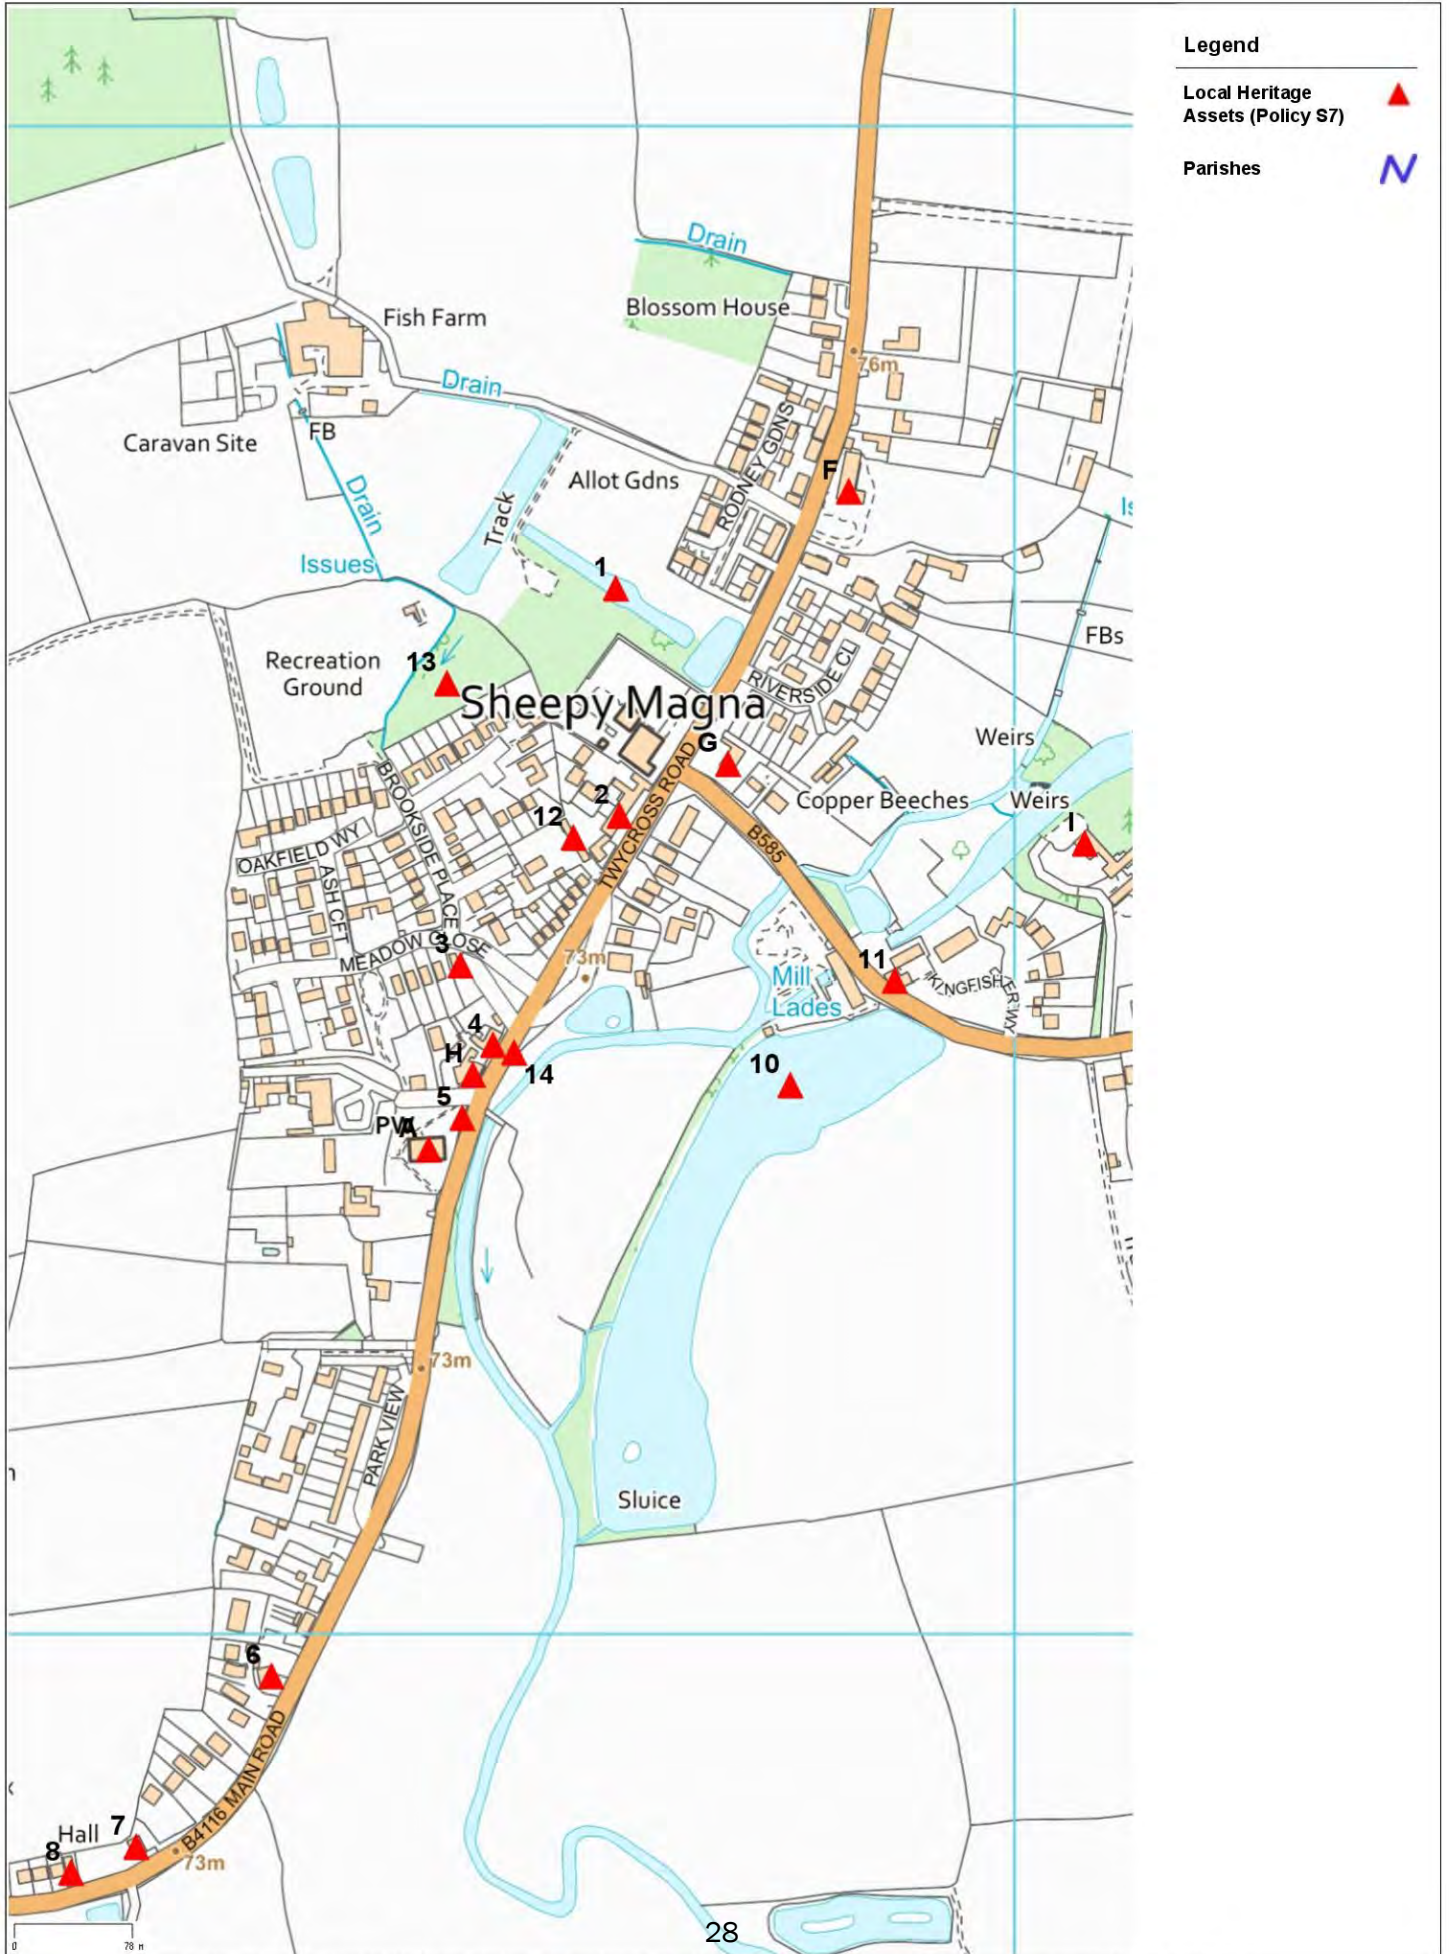 Legend
Local Heritage
Assets (Policy S7)
Parishes
Drain
Blossom House
Fish Farm
76m
Drain
Caravan Site
FB
RODNEY GDNS
F
Allot Gdns
Drain
Track
Issues
1
FBs
Recreation
Ground
13
Sheepy Magna
RIVERSIDE CL
G
Weirs
TWYCROSS ROAD
BROOKSIDE PLACE
2
12
Copper Beeches
Weirs
I
B585
OAKFIELD WY
ASH CFT
MEADOW CLOSE
3
73m
11
KINGFISHER WY
Mill
Lades
4
H
14
10
5
PW
A
73m
PARK VIEW
Sluice
6
B4116 MAIN ROAD
Hall
7
8
73m
0
78 M
28